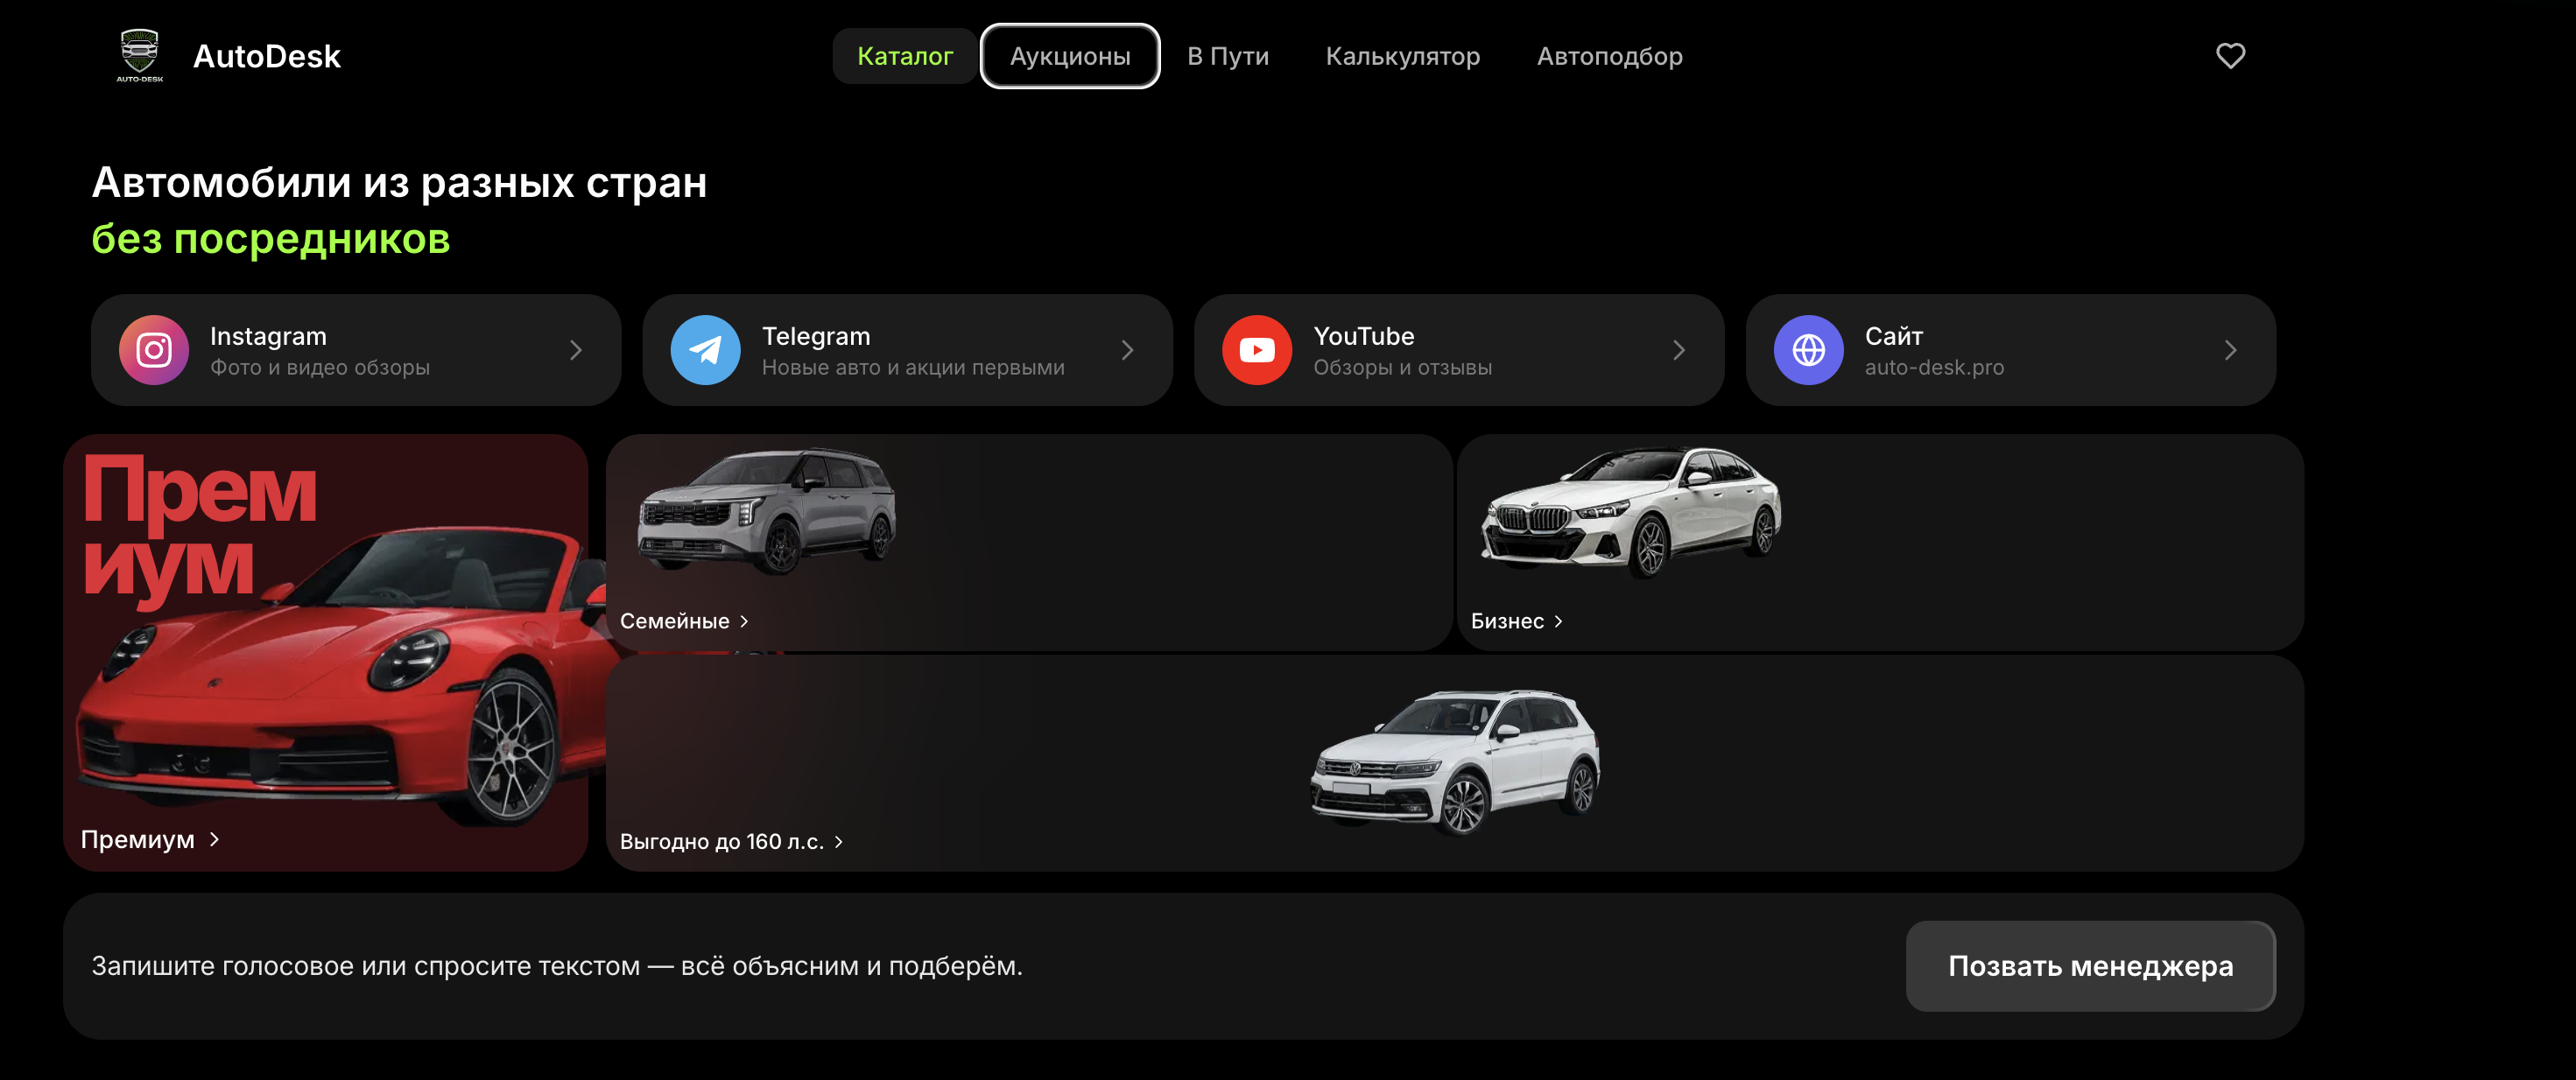 AUTO-DESK
AutoDesk
Каталог
Аукционы
В Пути
Калькулятор
Автоподбор
Автомобили из разных стран
без посредников
Instagram
Фото и видео обзоры
Telegram
Новые авто и акции первыми
YouTube
Обзоры и отзывы
Сайт
auto-desk.pro
Прем
иум
Премиум
Семейные
Бизнес
Выгодно до 160 л.с.
Запишите голосовое или спросите текстом — всё объясним и подберём.
Позвать менеджера